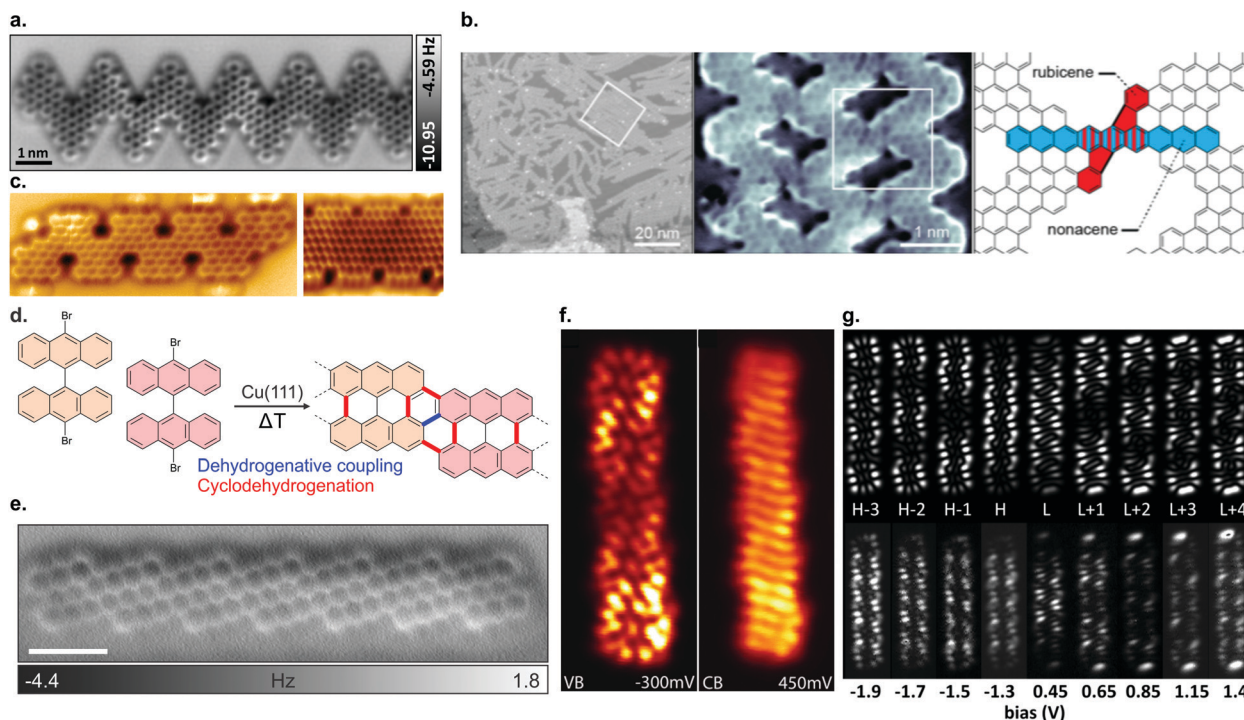 a.
-4.59 Hz
-10.95
1 nm
b.
20 nm
1 nm
rubicene
nonacene
c.
d.
Br
Br
Br
Br
Cu(111)
ΔT
Dehydrogenative coupling
Cyclodehydrogenation
e.
-4.4 Hz 1.8
f.
VB -300mV
CB 450mV
g.
H-3 H-2 H-1 H L L+1 L+2 L+3 L+4
-1.9 -1.7 -1.5 -1.3 0.45 0.65 0.85 1.15 1.4
bias (V)